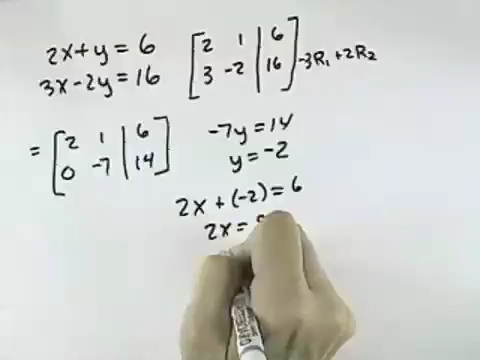 2x+y=6 [2 1 | 6
3x-2y=16 3 -2 | 16] -3R₁+2R₂
= [2 1 | 6
0 -7 | 14]
-7y=14
y=-2
2x+(-2)=6
2x=